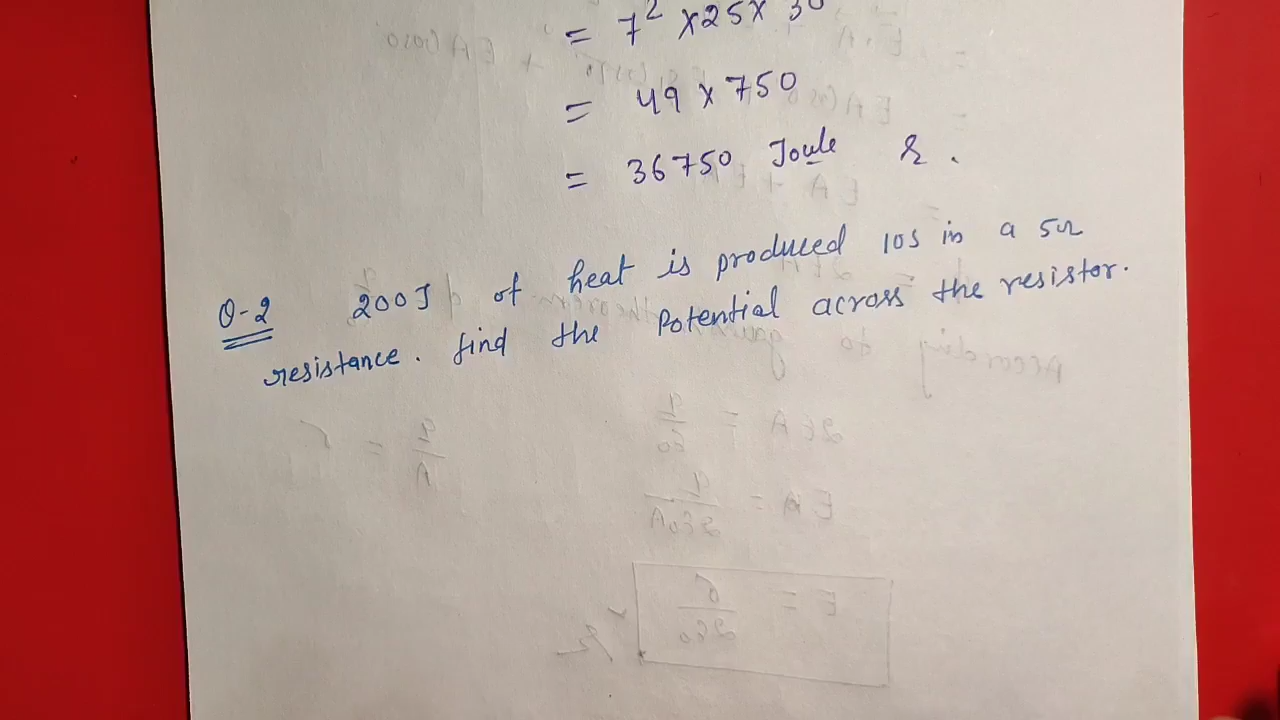 = 7² × 25 × 30
= 49 × 750
= 36750 Joule
Q-2 200J of heat is produced 10s in a 5Ω
resistance. find the Potential across the resistor.